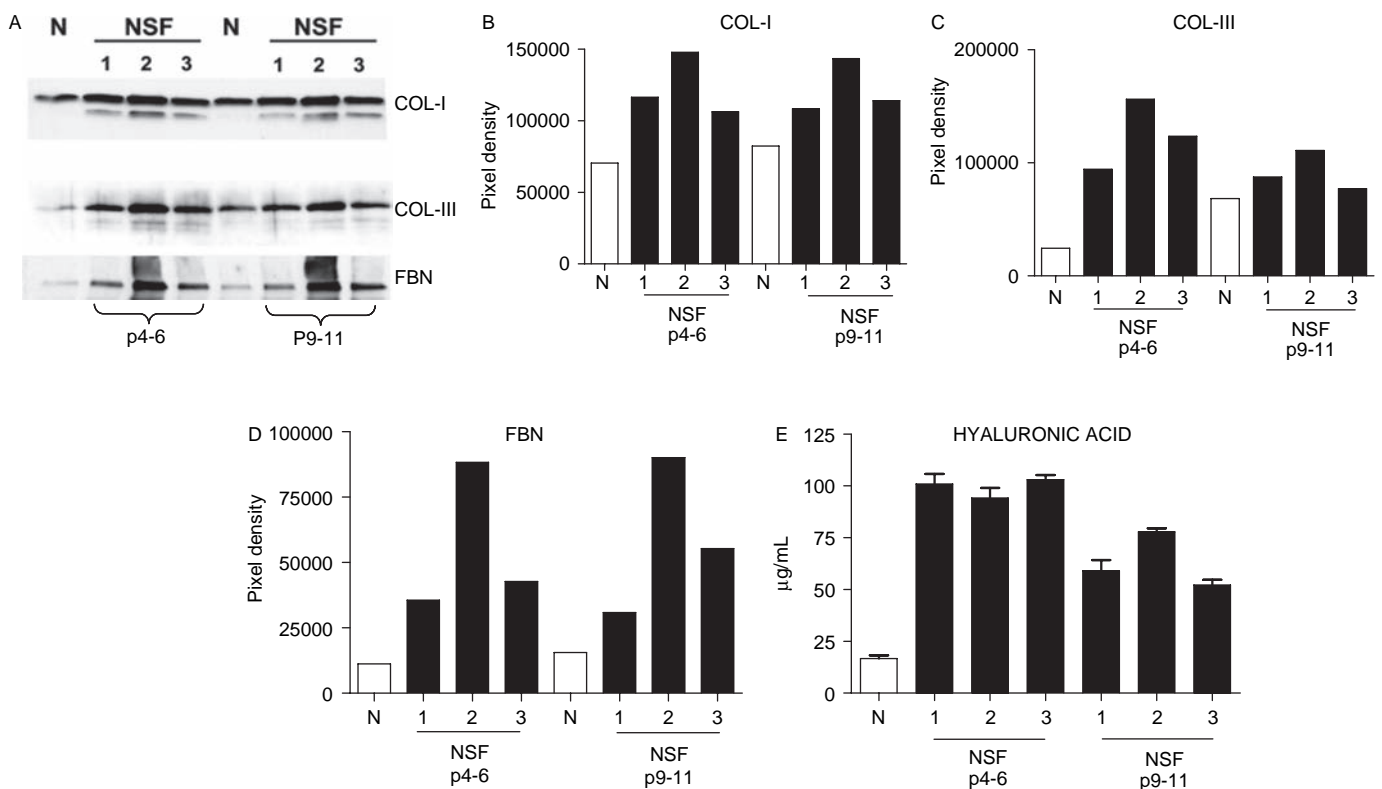 A
N NSF N NSF
1 2 3 1 2 3
COL-I
COL-III
FBN
p4-6 P9-11
B COL-I
Pixel density
150000
100000
50000
0
N 1 2 3 N 1 2 3
NSF NSF
p4-6 p9-11
C COL-III
Pixel density
200000
100000
0
N 1 2 3 N 1 2 3
NSF NSF
p4-6 p9-11
D FBN
Pixel density
100000
75000
50000
25000
0
N 1 2 3 N 1 2 3
NSF NSF
p4-6 p9-11
E HYALURONIC ACID
µg/mL
125
100
75
50
25
0
N 1 2 3 1 2 3
NSF NSF
p4-6 p9-11